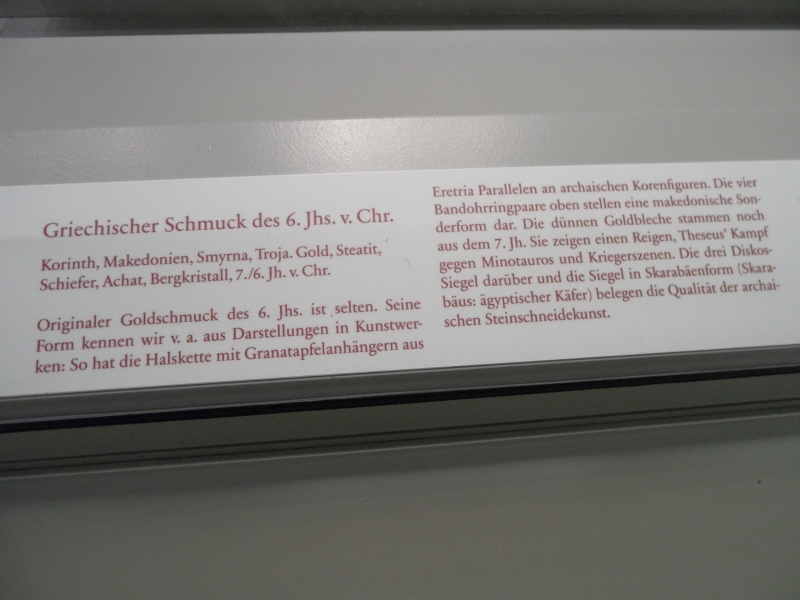 Griechischer Schmuck des 6. Jhs. v. Chr.
Korinth, Makedonien, Smyrna, Troja. Gold, Steatit,
Schiefer, Achat, Bergkristall, 7./6. Jh. v. Chr.
Originaler Goldschmuck des 6. Jhs. ist selten. Seine
Form kennen wir v. a. aus Darstellungen in Kunstwer-
ken: So hat die Halskette mit Granatapfelanhängern aus
Eretria Parallelen an archaischen Korenfiguren. Die vier
Bandohrringpaare oben stellen eine makedonische Son-
derform dar. Die dünnen Goldbleche stammen noch
aus dem 7. Jh. Sie zeigen einen Reigen, Theseus' Kampf
gegen Minotauros und Kriegerszenen. Die drei Diskos-
Siegel darüber und die Siegel in Skarabäenform (Skara-
bäus: ägyptischer Käfer) belegen die Qualität der archai-
schen Steinschneidekunst.